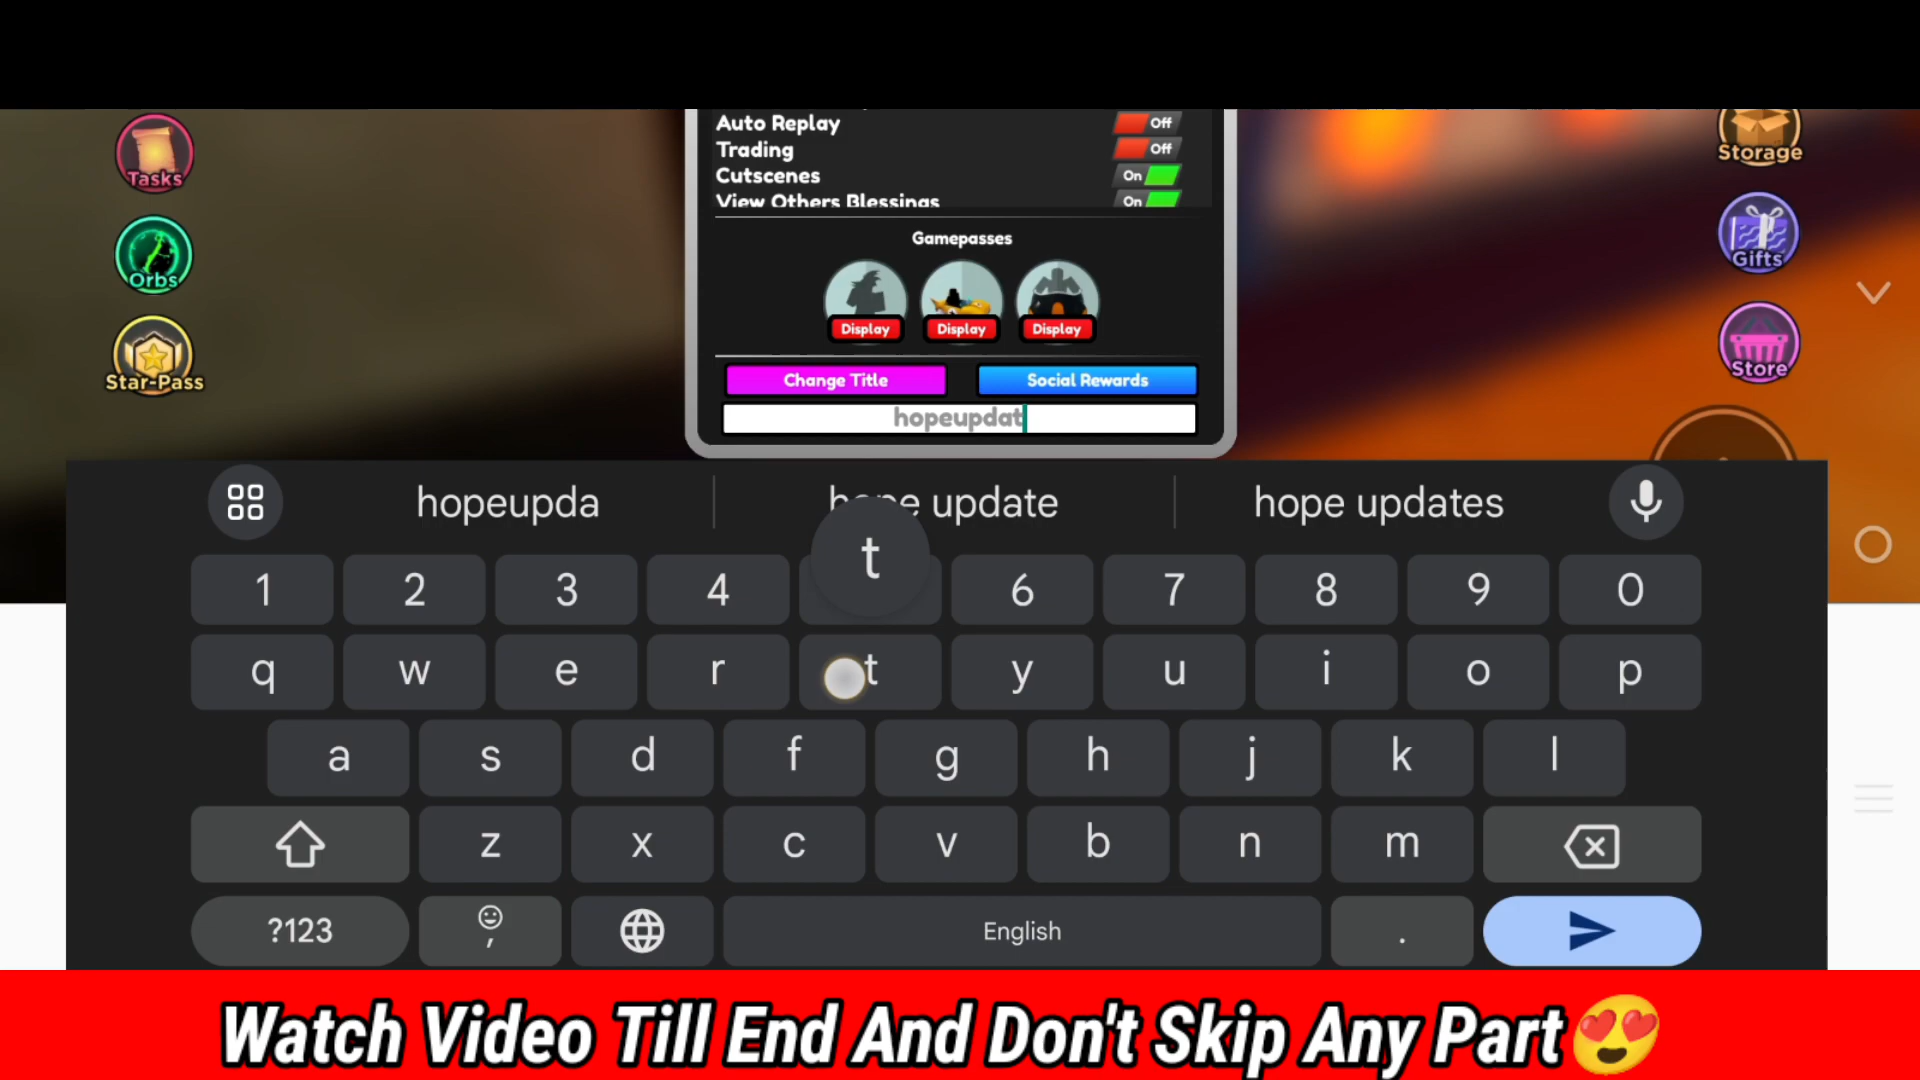 Auto Replay Off
Trading Off
Cutscenes On
View Others Blessings On
Tasks
Orbs
Star-Pass
Storage
Gifts
Store
Gamepasses
Display Display Display
Change Title Social Rewards
hopeupdat
hopeupda hope update hope updates
t
1 2 3 4 6 7 8 9 0
q w e r t y u i o p
a s d f g h j k l
z x c v b n m
?123 , English .
Watch Video Till End And Don't Skip Any Part😍